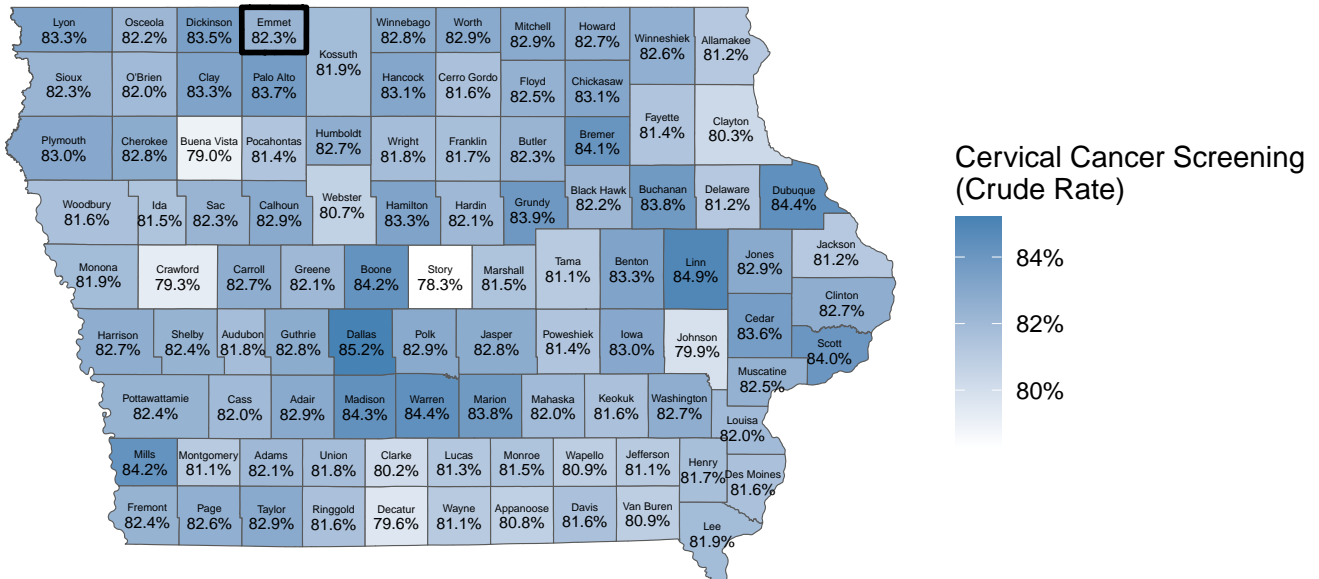 Lyon
83.3%
Osceola
82.2%
Dickinson
83.5%
Emmet
82.3%
Kossuth
81.9%
Winnebago
82.8%
Worth
82.9%
Mitchell
82.9%
Howard
82.7%
Winneshiek
82.6%
Allamakee
81.2%
Sioux
82.3%
O'Brien
82.0%
Clay
83.3%
Palo Alto
83.7%
Hancock
83.1%
Cerro Gordo
81.6%
Floyd
82.5%
Chickasaw
83.1%
Fayette
81.4%
Clayton
80.3%
Plymouth
83.0%
Cherokee
82.8%
Buena Vista
79.0%
Pocahontas
81.4%
Humboldt
82.7%
Wright
81.8%
Franklin
81.7%
Butler
82.3%
Bremer
84.1%
Woodbury
81.6%
Ida
81.5%
Sac
82.3%
Calhoun
82.9%
Webster
80.7%
Hamilton
83.3%
Hardin
82.1%
Grundy
83.9%
Black Hawk
82.2%
Buchanan
83.8%
Delaware
81.2%
Dubuque
84.4%
Monona
81.9%
Crawford
79.3%
Carroll
82.7%
Greene
82.1%
Boone
84.2%
Story
78.3%
Marshall
81.5%
Tama
81.1%
Benton
83.3%
Linn
84.9%
Jones
82.9%
Jackson
81.2%
Clinton
82.7%
Harrison
82.7%
Shelby
82.4%
Audubon
81.8%
Guthrie
82.8%
Dallas
85.2%
Polk
82.9%
Jasper
82.8%
Poweshiek
81.4%
Iowa
83.0%
Johnson
79.9%
Cedar
83.6%
Scott
84.0%
Muscatine
82.5%
Pottawattamie
82.4%
Cass
82.0%
Adair
82.9%
Madison
84.3%
Warren
84.4%
Marion
83.8%
Mahaska
82.0%
Keokuk
81.6%
Washington
82.7%
Louisa
82.0%
Mills
84.2%
Montgomery
81.1%
Adams
82.1%
Union
81.8%
Clarke
80.2%
Lucas
81.3%
Monroe
81.5%
Wapello
80.9%
Jefferson
81.1%
Henry
81.7%
Des Moines
81.6%
Fremont
82.4%
Page
82.6%
Taylor
82.9%
Ringgold
81.6%
Decatur
79.6%
Wayne
81.1%
Appanoose
80.8%
Davis
81.6%
Van Buren
80.9%
Lee
81.9%
Cervical Cancer Screening
(Crude Rate)
84%
82%
80%